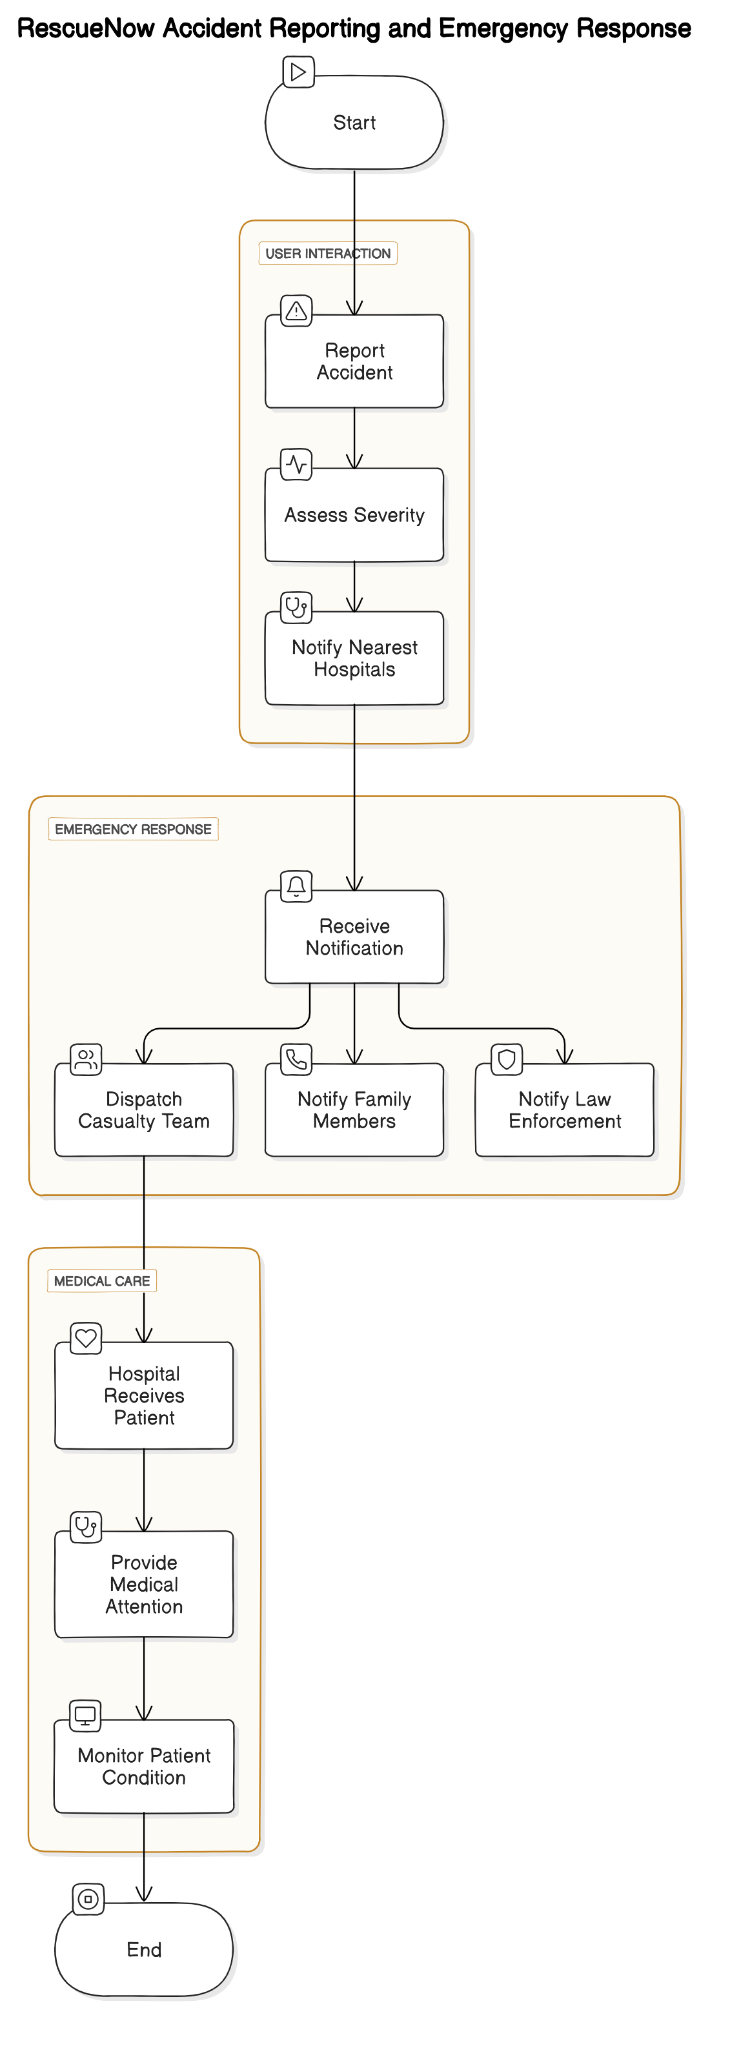 RescueNow Accident Reporting and Emergency Response
Start
USER INTERACTION
Report
Accident
Assess Severity
Notify Nearest
Hospitals
EMERGENCY RESPONSE
Receive
Notification
Dispatch
Casualty Team
Notify Family
Members
Notify Law
Enforcement
MEDICAL CARE
Hospital
Receives
Patient
Provide
Medical
Attention
Monitor Patient
Condition
End